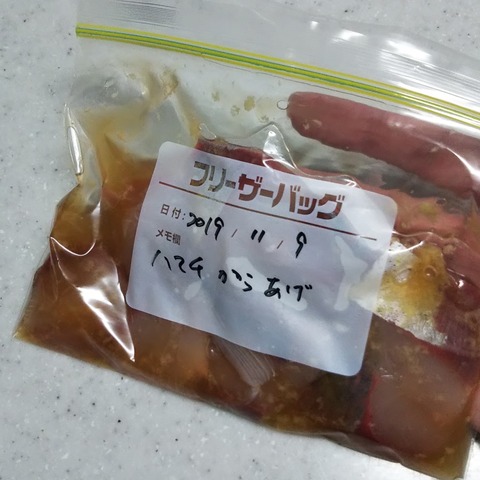 フリーザーバッグ
日付: 2019 / 11 / 9
メモ欄
ハマチ からあげ